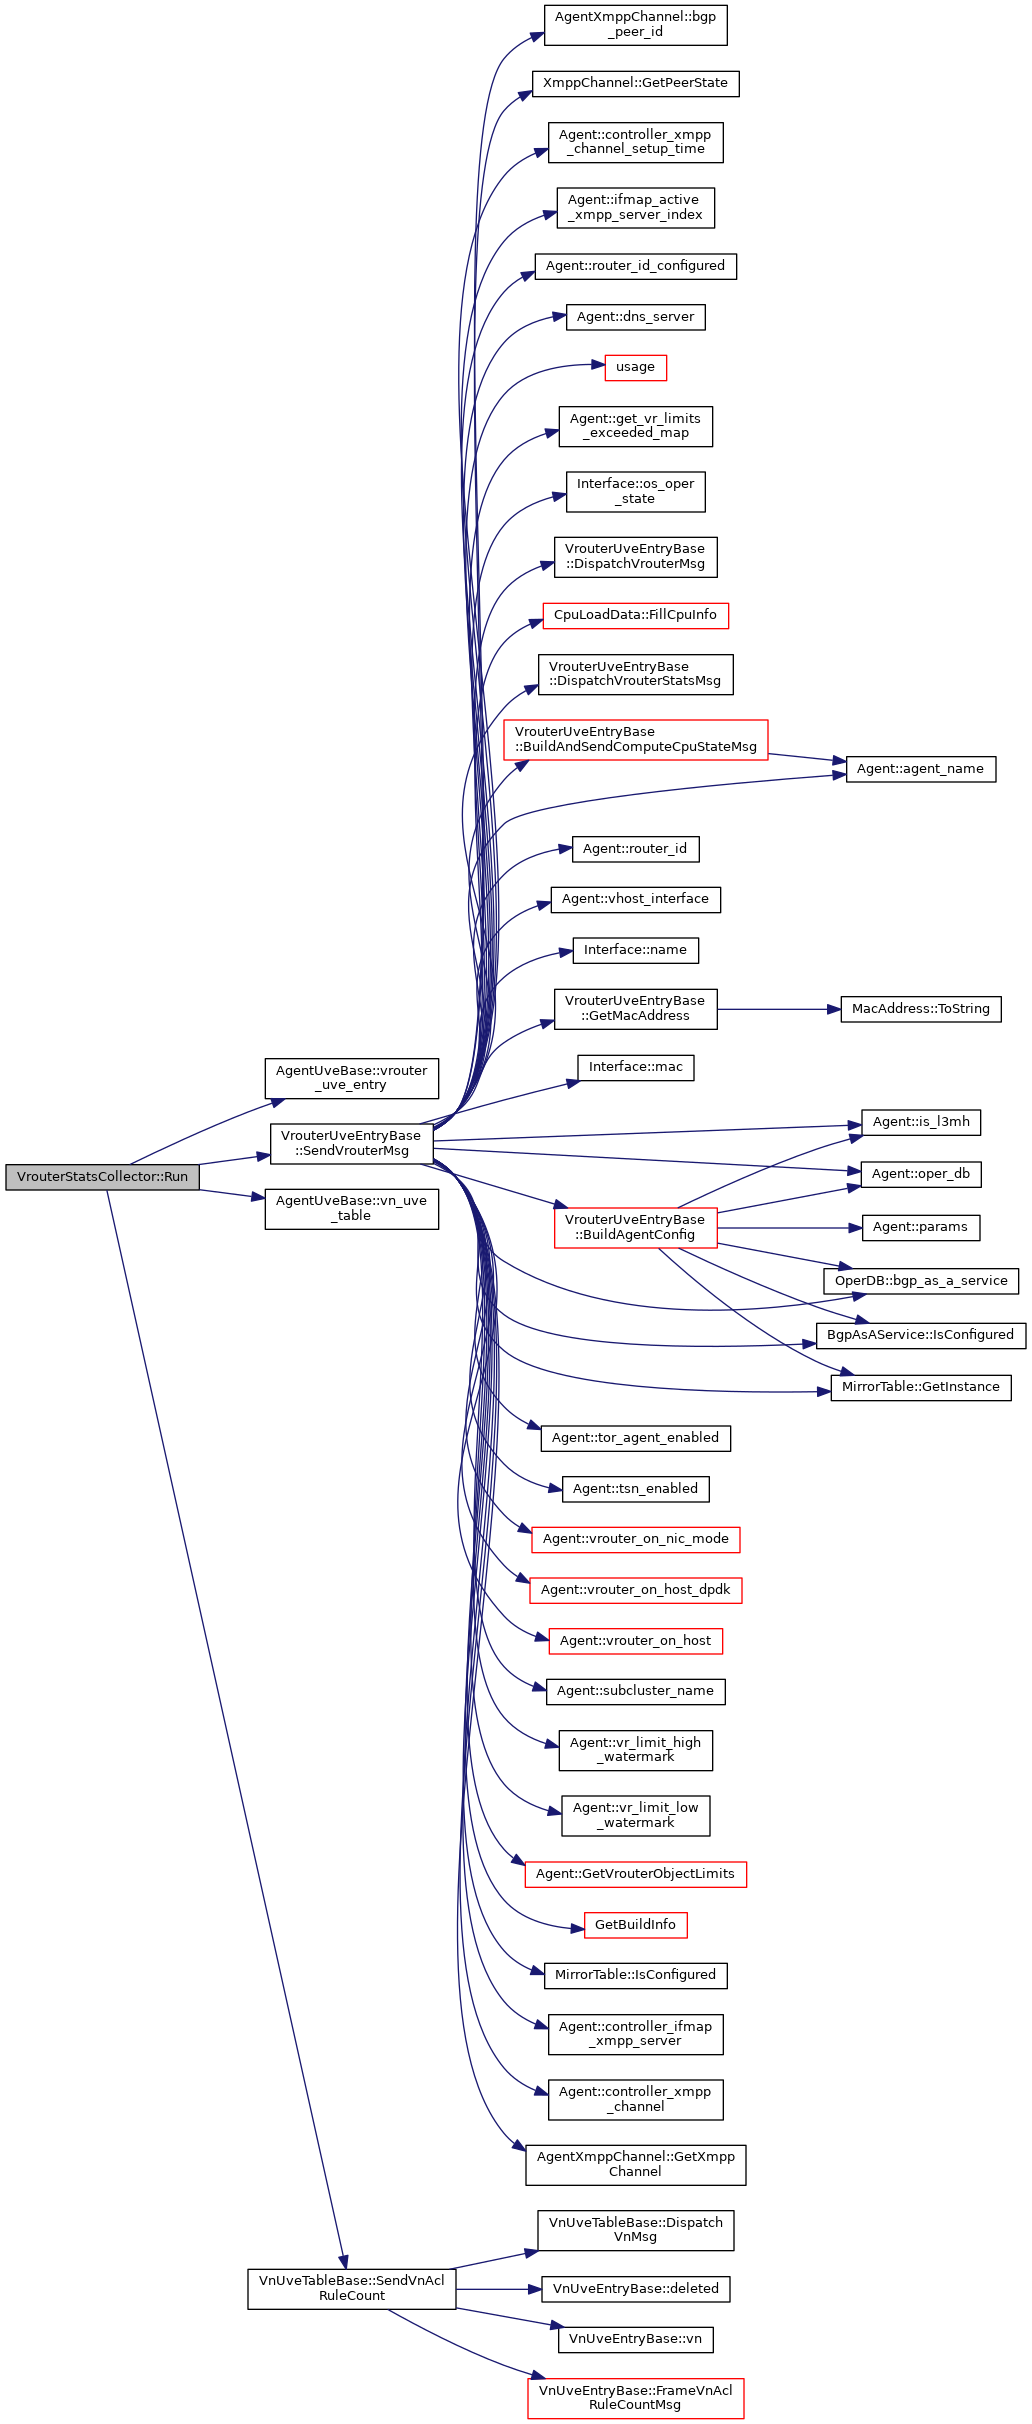 AgentXmppChannel::bgp
_peer_id
XmppChannel::GetPeerState
Agent::controller_xmpp
_channel_setup_time
Agent::ifmap_active
_xmpp_server_index
Agent::router_id_configured
Agent::dns_server
usage
Agent::get_vr_limits
_exceeded_map
Interface::os_oper
_state
VrouterUveEntryBase
::DispatchVrouterMsg
CpuLoadData::FillCpuInfo
VrouterUveEntryBase
::DispatchVrouterStatsMsg
VrouterUveEntryBase
::BuildAndSendComputeCpuStateMsg
Agent::agent_name
Agent::router_id
Agent::vhost_interface
Interface::name
VrouterUveEntryBase
::GetMacAddress
MacAddress::ToString
Interface::mac
AgentUveBase::vrouter
_uve_entry
VrouterUveEntryBase
::SendVrouterMsg
VrouterStatsCollector::Run
AgentUveBase::vn_uve
_table
Agent::is_l3mh
Agent::oper_db
VrouterUveEntryBase
::BuildAgentConfig
Agent::params
OperDB::bgp_as_a_service
BgpAsAService::IsConfigured
MirrorTable::GetInstance
Agent::tor_agent_enabled
Agent::tsn_enabled
Agent::vrouter_on_nic_mode
Agent::vrouter_on_host_dpdk
Agent::vrouter_on_host
Agent::subcluster_name
Agent::vr_limit_high
_watermark
Agent::vr_limit_low
_watermark
Agent::GetVrouterObjectLimits
GetBuildInfo
MirrorTable::IsConfigured
Agent::controller_ifmap
_xmpp_server
Agent::controller_xmpp
_channel
AgentXmppChannel::GetXmpp
Channel
VnUveTableBase::Dispatch
VnMsg
VnUveTableBase::SendVnAcl
RuleCount
VnUveEntryBase::deleted
VnUveEntryBase::vn
VnUveEntryBase::FrameVnAcl
RuleCountMsg